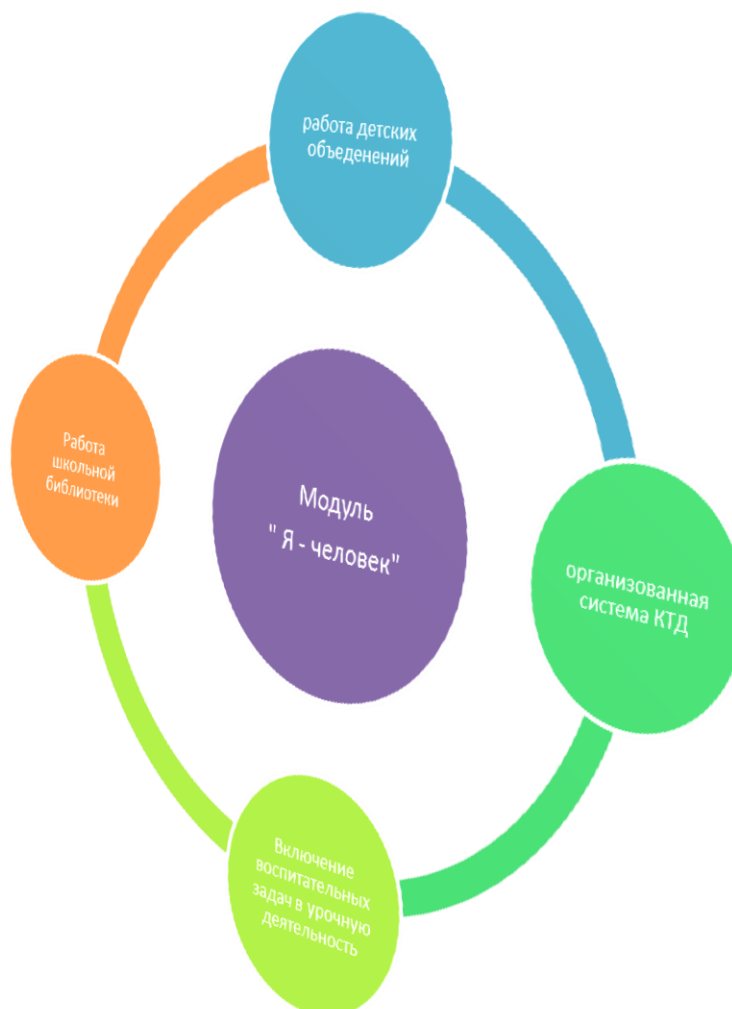 работа детских
объеденений
Работа
школьной
библиотеки
Модуль
" Я - человек"
организованная
система КТД
Включение
воспитательных
задач в урочную
деятельность